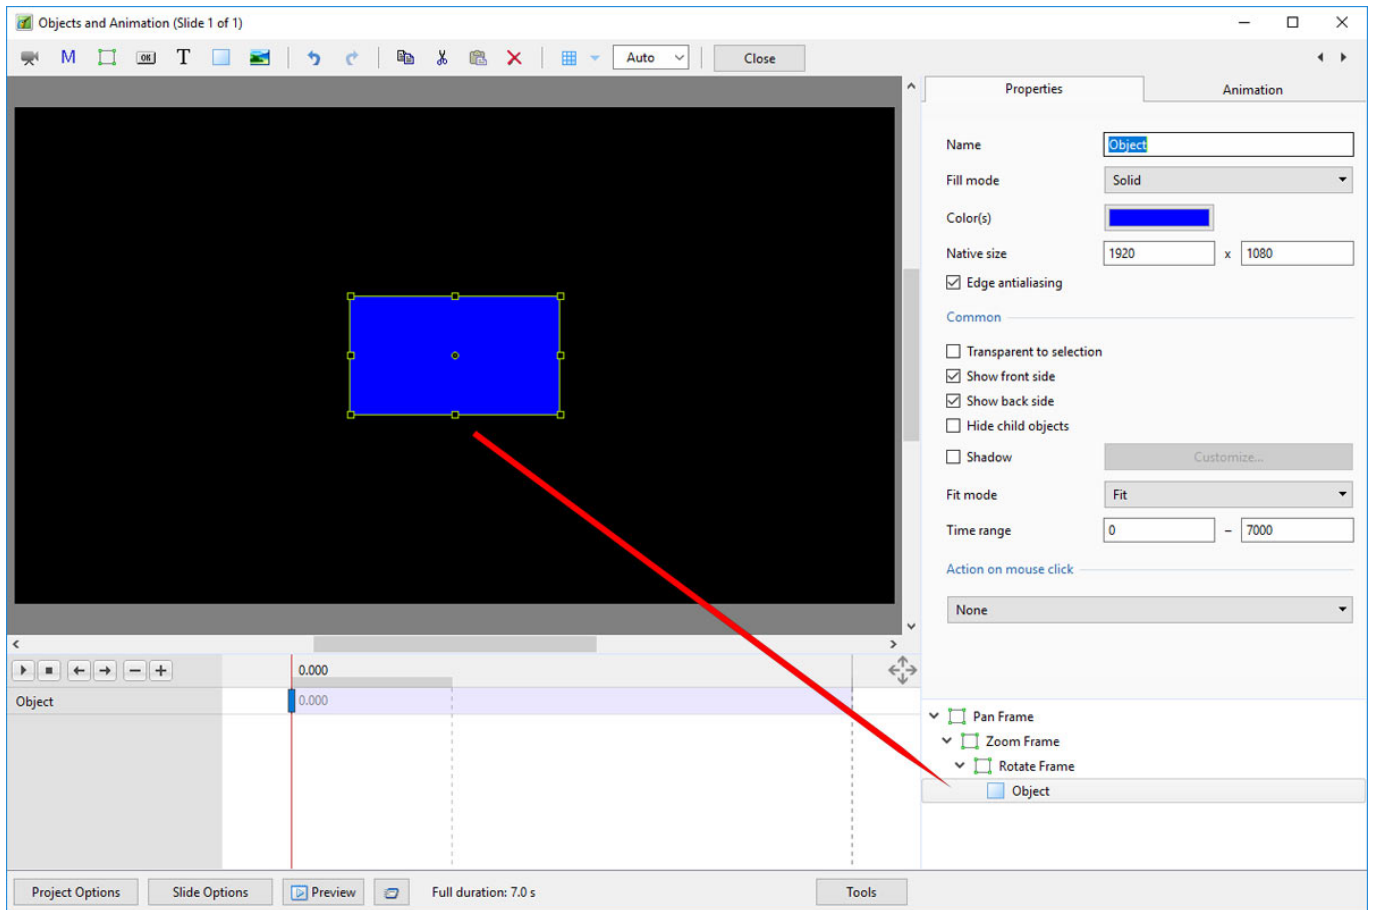 Objects and Animation (Slide 1 of 1)
M OK T Auto Close
Properties Animation
Name Object
Fill mode Solid
Color(s)
Native size 1920 x 1080
Edge antialiasing
Common
Transparent to selection
Show front side
Show back side
Hide child objects
Shadow Customize...
Fit mode Fit
Time range 0 – 7000
Action on mouse click
None
0.000
Object 0.000
Pan Frame
Zoom Frame
Rotate Frame
Object
Project Options Slide Options Preview Full duration: 7.0 s Tools